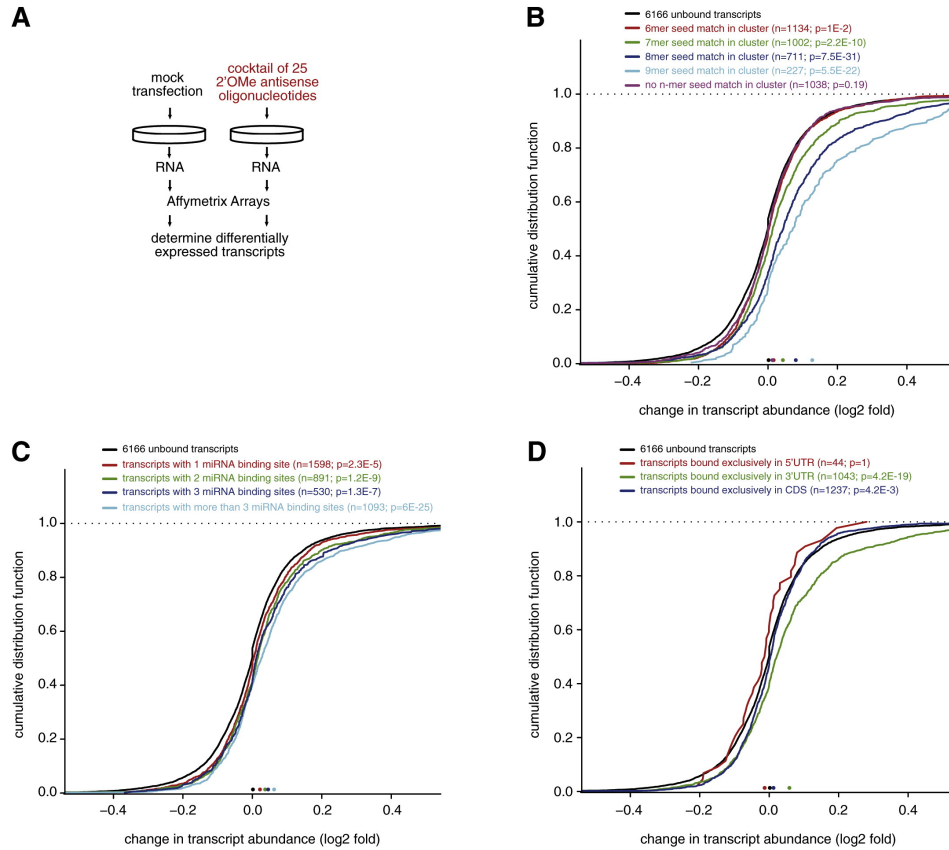 A
mock
transfection
cocktail of 25
2'OMe antisense
oligonucleotides
RNA
RNA
Affymetrix Arrays
determine differentially
expressed transcripts
B
6166 unbound transcripts
6mer seed match in cluster (n=1134; p=1E-2)
7mer seed match in cluster (n=1002; p=2.2E-10)
8mer seed match in cluster (n=711; p=7.5E-31)
9mer seed match in cluster (n=227; p=5.5E-22)
no n-mer seed match in cluster (n=1038; p=0.19)
cumulative distribution function
1.0
0.8
0.6
0.4
0.2
0.0
−0.4 −0.2 0.0 0.2 0.4
change in transcript abundance (log2 fold)
C
6166 unbound transcripts
transcripts with 1 miRNA binding site (n=1598; p=2.3E-5)
transcripts with 2 miRNA binding sites (n=891; p=1.2E-9)
transcripts with 3 miRNA binding sites (n=530; p=1.3E-7)
transcripts with more than 3 miRNA binding sites (n=1093; p=6E-25)
cumulative distribution function
1.0
0.8
0.6
0.4
0.2
0.0
−0.4 −0.2 0.0 0.2 0.4
change in transcript abundance (log2 fold)
D
6166 unbound transcripts
transcripts bound exclusively in 5'UTR (n=44; p=1)
transcripts bound exclusively in 3'UTR (n=1043; p=4.2E-19)
transcripts bound exclusively in CDS (n=1237; p=4.2E-3)
cumulative distribution function
1.0
0.8
0.6
0.4
0.2
0.0
−0.4 −0.2 0.0 0.2 0.4
change in transcript abundance (log2 fold)